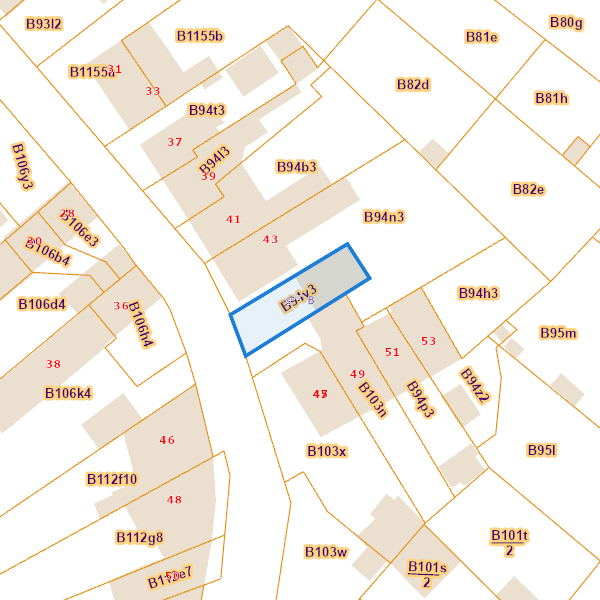 B93l2
B1155b
B81e
B80g
B1155a
31
33
B82d
B81h
B94t3
37
B94l3
39
B94b3
B106y3
B82e
28
B106e3
30
B106b4
41
43
B94n3
B106d4
36
B106h4
B94y3
B94h3
B95m
38
B106k4
51
53
49
B103n
B94p3
B94z2
46
B103x
B95l
B112f10
48
B112g8
B103w
B101t
2
B101s
2